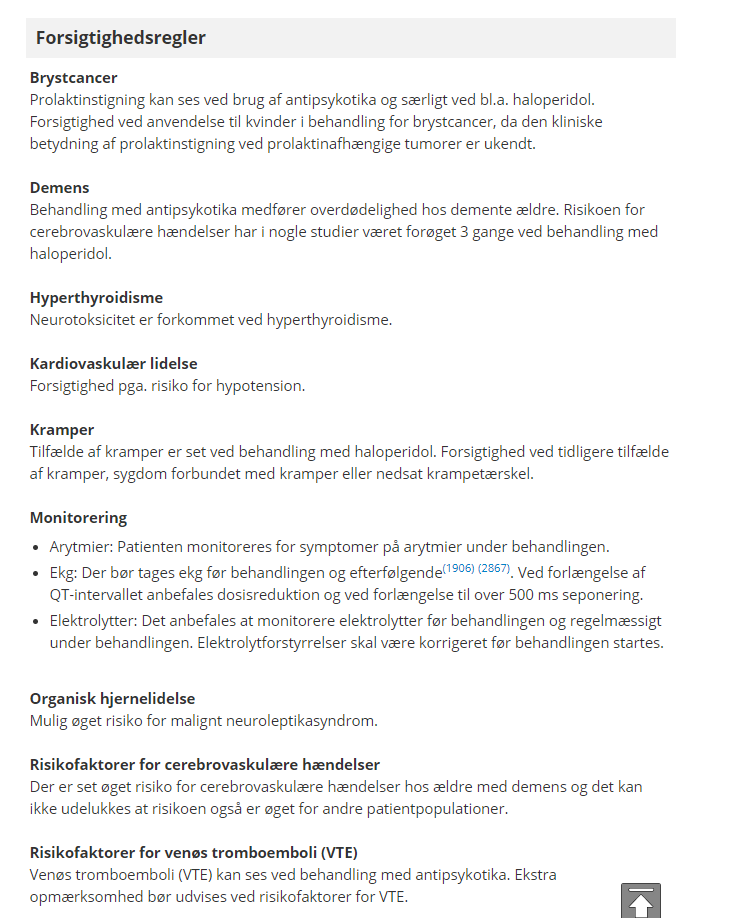 Forsigtighedsregler
Brystcancer
Prolaktinstigning kan ses ved brug af antipsykotika og særligt ved bl.a. haloperidol.
Forsigtighed ved anvendelse til kvinder i behandling for brystcancer, da den kliniske
betydning af prolaktinstigning ved prolaktinafhængige tumorer er ukendt.
Demens
Behandling med antipsykotika medfører overdødelighed hos demente ældre. Risikoen for
cerebrovaskulære hændelser har i nogle studier været forøget 3 gange ved behandling med
haloperidol.
Hyperthyroidisme
Neurotoksicitet er forkommet ved hyperthyroidisme.
Kardiovaskulær lidelse
Forsigtighed pga. risiko for hypotension.
Kramper
Tilfælde af kramper er set ved behandling med haloperidol. Forsigtighed ved tidligere tilfælde
af kramper, sygdom forbundet med kramper eller nedsat krampetærskel.
Monitorering
• Arytmier: Patienten monitoreres for symptomer på arytmier under behandlingen.
• Ekg: Der bør tages ekg før behandlingen og efterfølgende(1906) (2867). Ved forlængelse af
QT-intervallet anbefales dosisreduktion og ved forlængelse til over 500 ms seponering.
• Elektrolytter: Det anbefales at monitorere elektrolytter før behandlingen og regelmæssigt
under behandlingen. Elektrolytforstyrrelser skal være korrigeret før behandlingen startes.
Organisk hjernelidelse
Mulig øget risiko for malignt neuroleptikasyndrom.
Risikofaktorer for cerebrovaskulære hændelser
Der er set øget risiko for cerebrovaskulære hændelser hos ældre med demens og det kan
ikke udelukkes at risikoen også er øget for andre patientpopulationer.
Risikofaktorer for venøs tromboemboli (VTE)
Venøs tromboemboli (VTE) kan ses ved behandling med antipsykotika. Ekstra
opmærksomhed bør udvises ved risikofaktorer for VTE.